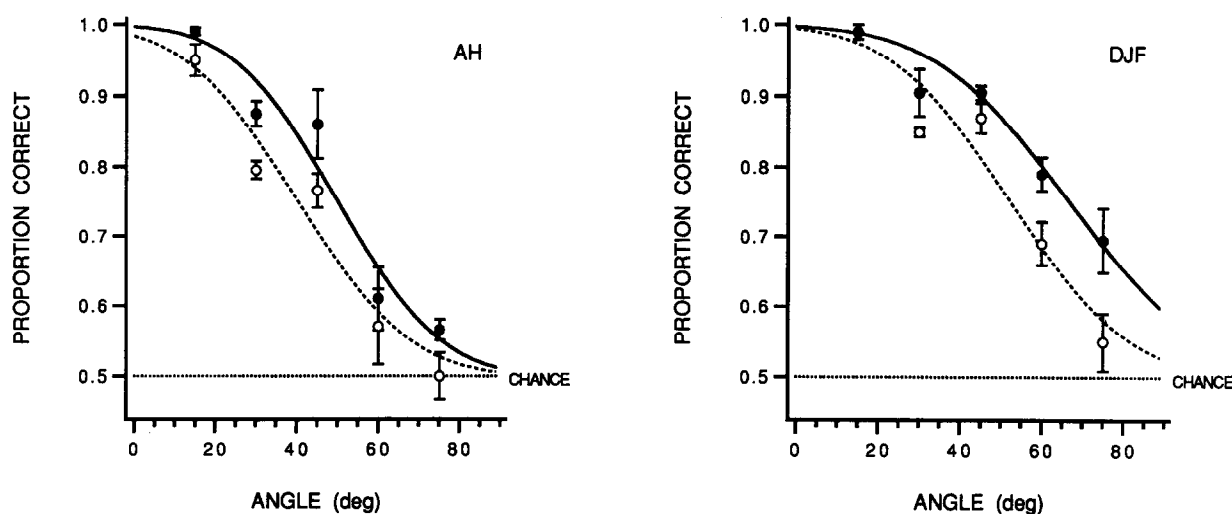 AH
PROPORTION CORRECT
1.0
0.9
0.8
0.7
0.6
0.5
CHANCE
0 20 40 60 80
ANGLE (deg)
DJF
PROPORTION CORRECT
1.0
0.9
0.8
0.7
0.6
0.5
CHANCE
0 20 40 60 80
ANGLE (deg)